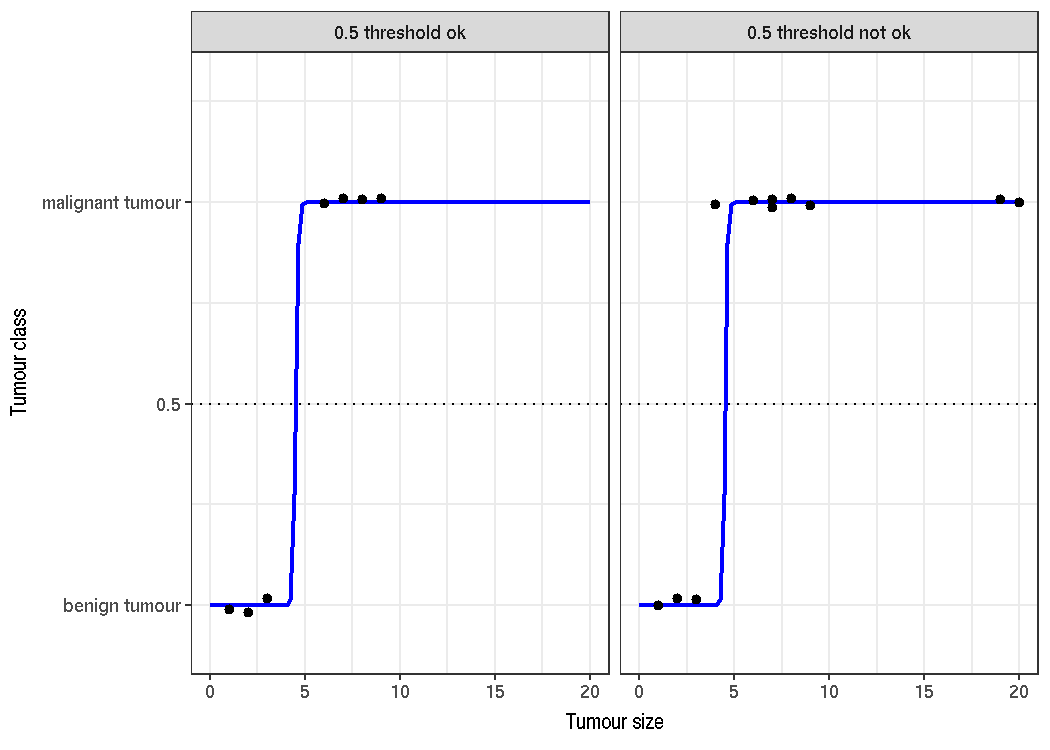 0.5 threshold ok
0.5 threshold not ok
malignant tumour
0.5
benign tumour
Tumour class
0 5 10 15 20
0 5 10 15 20
Tumour size